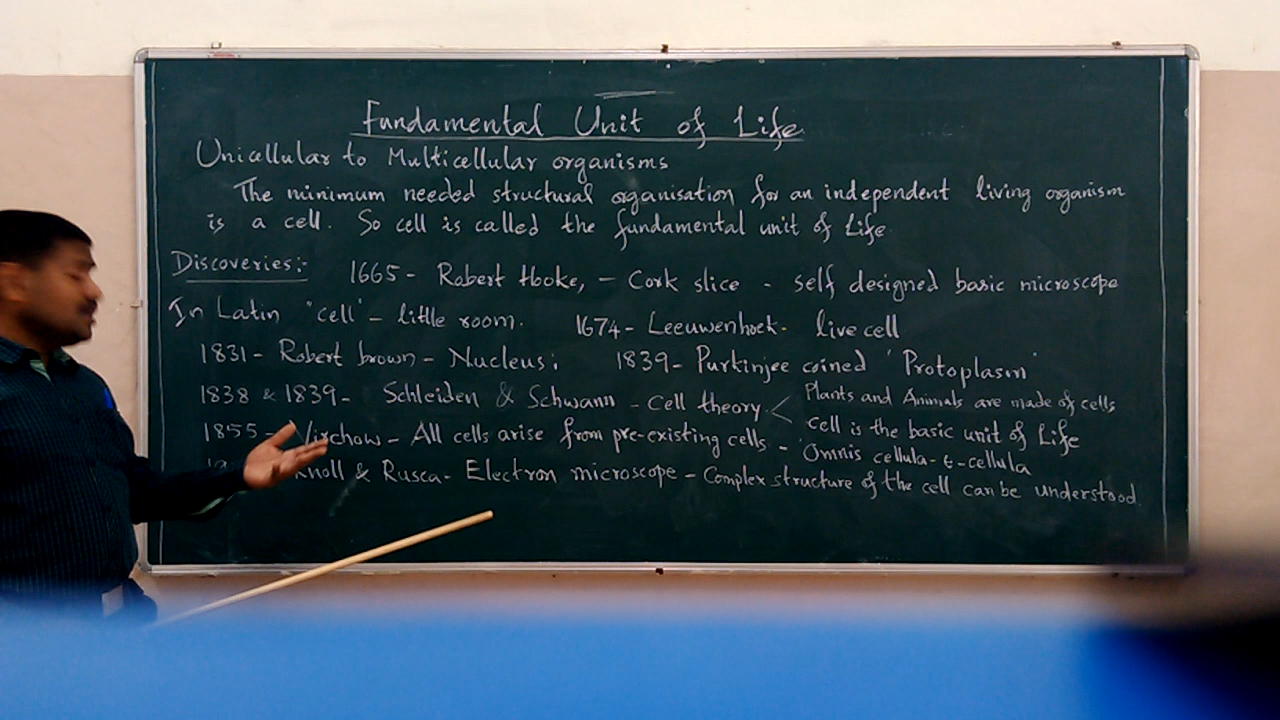 Fundamental Unit of Life
Unicellular to Multicellular organisms
The minimum needed structural organisation for an independent living organism
is a cell. So cell is called the fundamental unit of Life
Discoveries:- 1665- Robert Hooke, - Cork slice - self designed basic microscope
In Latin "cell" - little room. 1674- Leeuwenhoek- live cell
1831- Robert brown - Nucleus; 1839- Purkinjee coined 'Protoplasm'
1838 & 1839- Schleiden & Schwann - Cell theory < Plants and Animals are made of cells
cell is the basic unit of Life
1855- Virchow - All cells arise from pre-existing cells - 'Omnis cellula-e-cellula
Knoll & Rusca- Electron microscope - Complex structure of the cell can be understood